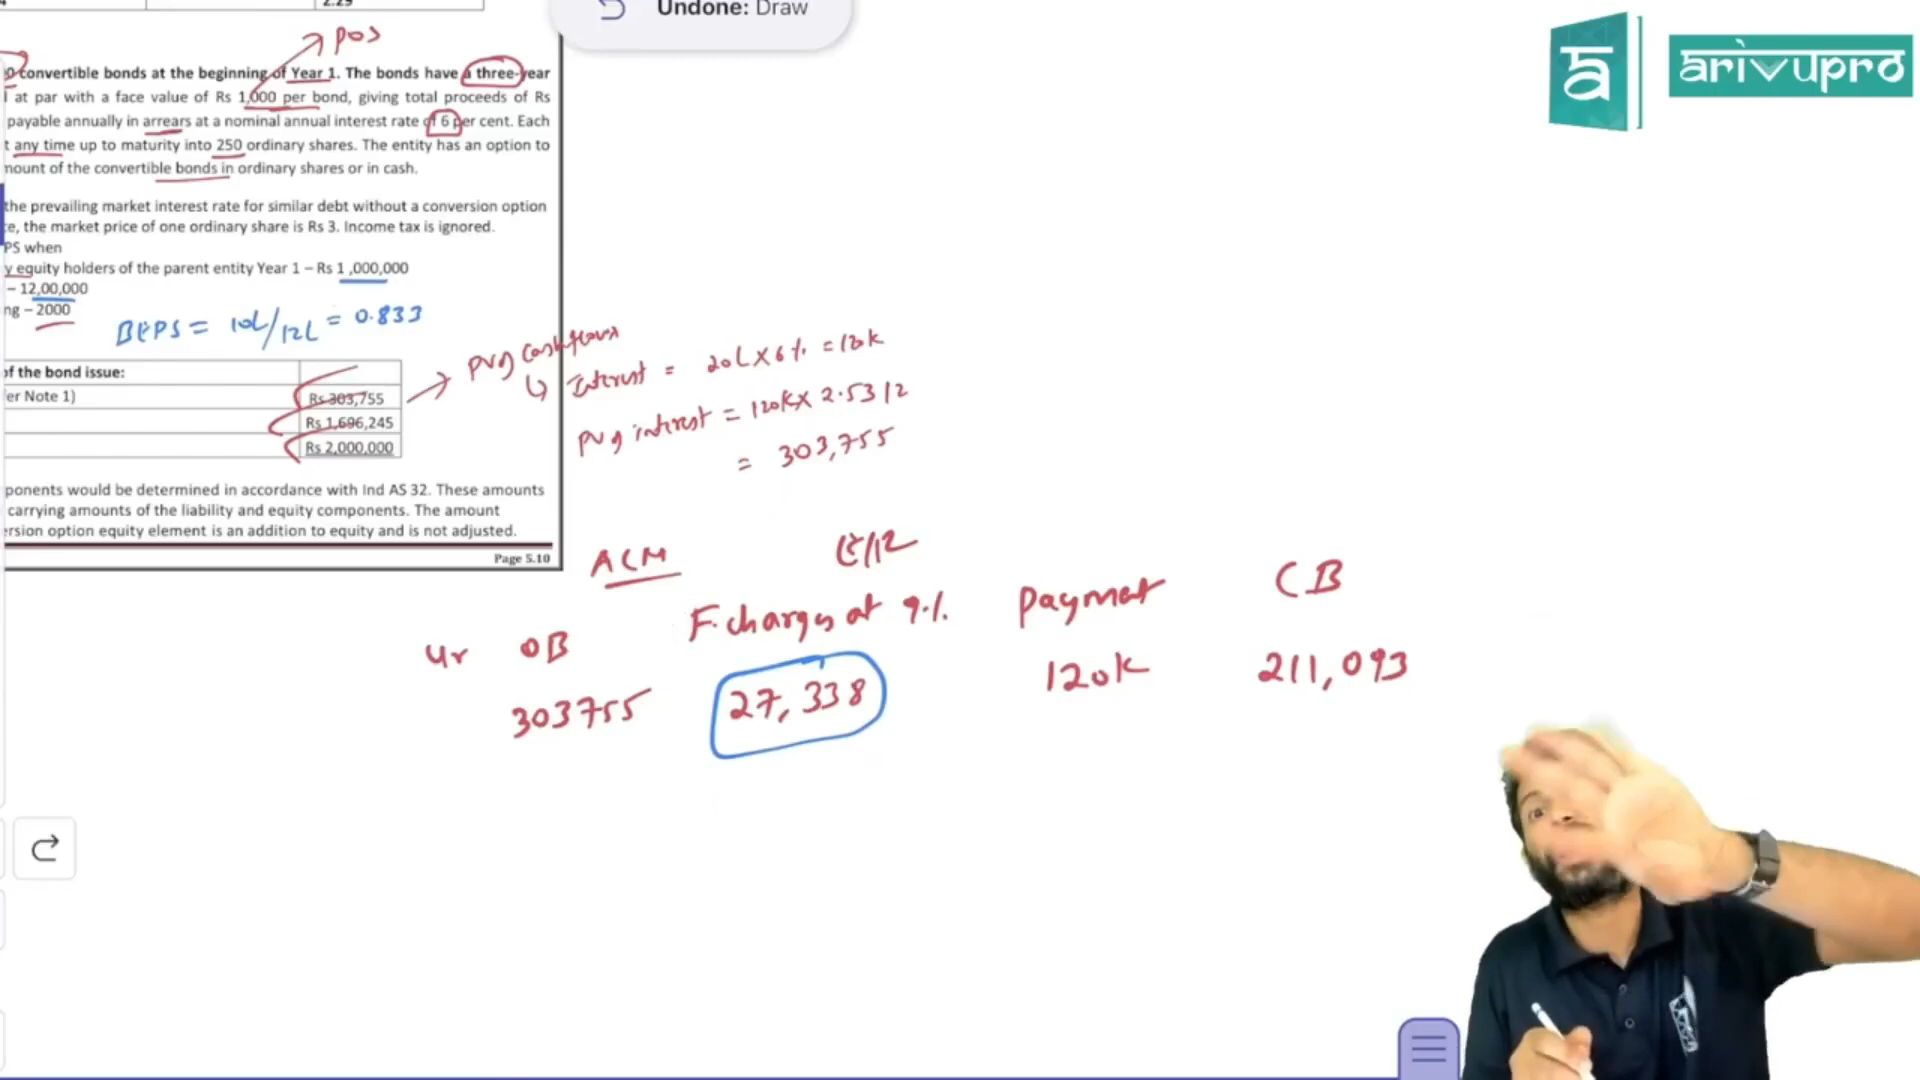 2.29
Undone: Draw
ā
arivupro
pos
0 convertible bonds at the beginning of Year 1. The bonds have a three-year
at par with a face value of Rs 1,000 per bond, giving total proceeds of Rs
payable annually in arrears at a nominal annual interest rate of 6 per cent. Each
t any time up to maturity into 250 ordinary shares. The entity has an option to
mount of the convertible bonds in ordinary shares or in cash.
the prevailing market interest rate for similar debt without a conversion option
e, the market price of one ordinary share is Rs 3. Income tax is ignored.
PS when
y equity holders of the parent entity Year 1 – Rs 1 ,000,000
– 12,00,000
ng – 2000
BEPS = 10L/12L = 0.833
of the bond issue:
er Note 1) Rs 303,755
Rs 1,696,245
Rs 2,000,000
PV of Cashflows
Interest = 20L X 6% = 120K
PV of interest = 120K X 2.5312
= 303,755
ponents would be determined in accordance with Ind AS 32. These amounts
carrying amounts of the liability and equity components. The amount
ersion option equity element is an addition to equity and is not adjusted.
Page 5.10
ACM
Yr OB F. charges at 9% Payment CB
303755 27,338 120K 211,093